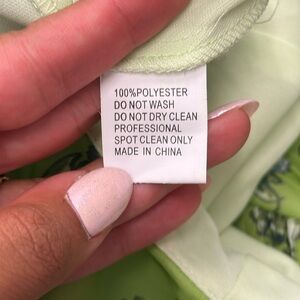 100%POLYESTER
DO NOT WASH
DO NOT DRY CLEAN
PROFESSIONAL
SPOT CLEAN ONLY
MADE IN CHINA